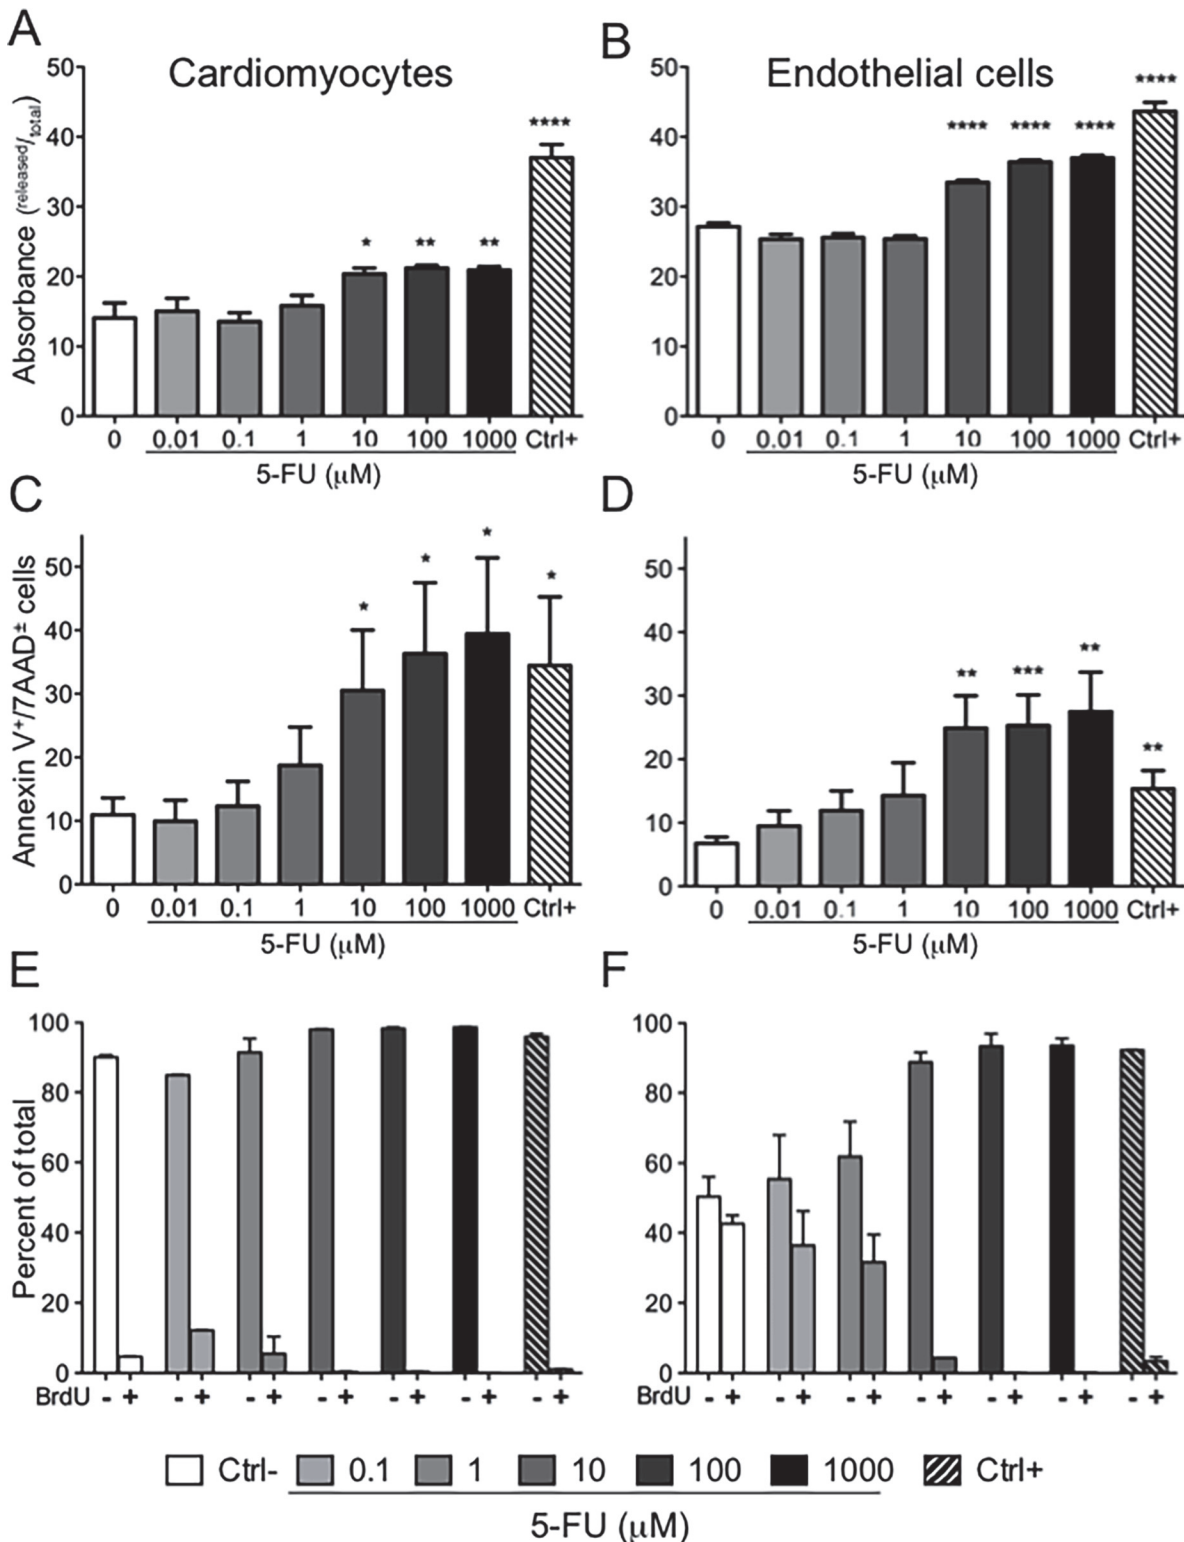 A
Cardiomyocytes
Absorbance (released/total)
50
40
30
20
10
0
*
**
**
****
0 0.01 0.1 1 10 100 1000 Ctrl+
5-FU (μM)
B
Endothelial cells
50
40
30
20
10
0
****
****
****
****
0 0.01 0.1 1 10 100 1000 Ctrl+
5-FU (μM)
C
Annexin V+/7AAD± cells
50
40
30
20
10
0
*
*
*
*
0 0.01 0.1 1 10 100 1000 Ctrl+
5-FU (μM)
D
50
40
30
20
10
0
**
***
**
**
0 0.01 0.1 1 10 100 1000 Ctrl+
5-FU (μM)
E
Percent of total
100
80
60
40
20
0
BrdU - + - + - + - + - + - + - +
F
100
80
60
40
20
0
BrdU - + - + - + - + - + - + - +
Ctrl- 0.1 1 10 100 1000 Ctrl+
5-FU (μM)